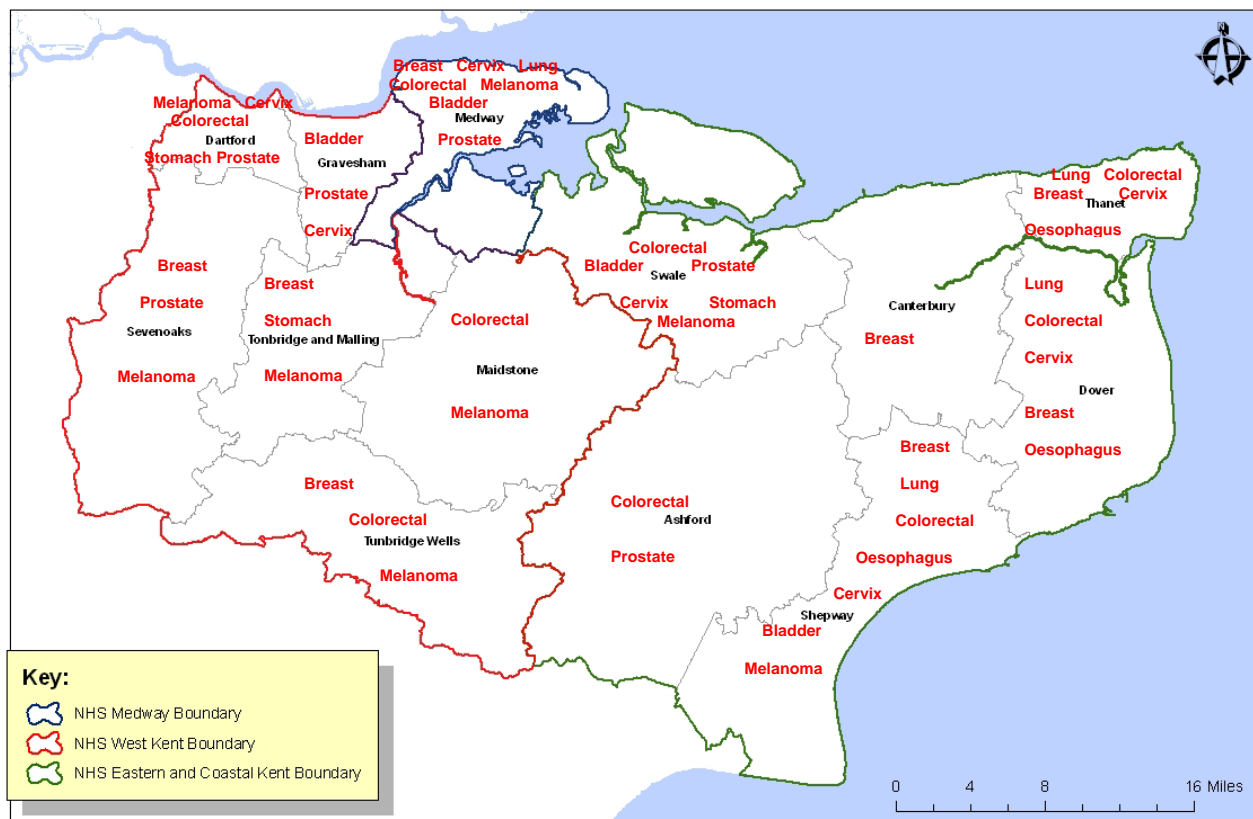 Breast Cervix Lung
Colorectal Melanoma
Bladder
Medway
Prostate
Melanoma Cervix
Colorectal
Dartford
Stomach Prostate
Bladder
Gravesham
Prostate
Cervix
Lung Colorectal
Breast Cervix
Thanet
Oesophagus
Colorectal
Bladder Prostate
Swale
Cervix Stomach
Melanoma
Canterbury
Breast
Lung
Colorectal
Cervix
Dover
Breast
Oesophagus
Breast
Prostate
Sevenoaks
Melanoma
Breast
Stomach
Tonbridge and Malling
Melanoma
Colorectal
Maidstone
Melanoma
Breast
Colorectal
Tunbridge Wells
Melanoma
Colorectal
Ashford
Prostate
Breast
Lung
Colorectal
Oesophagus
Cervix
Shepway
Bladder
Melanoma
Key:
NHS Medway Boundary
NHS West Kent Boundary
NHS Eastern and Coastal Kent Boundary
0 4 8 16 Miles